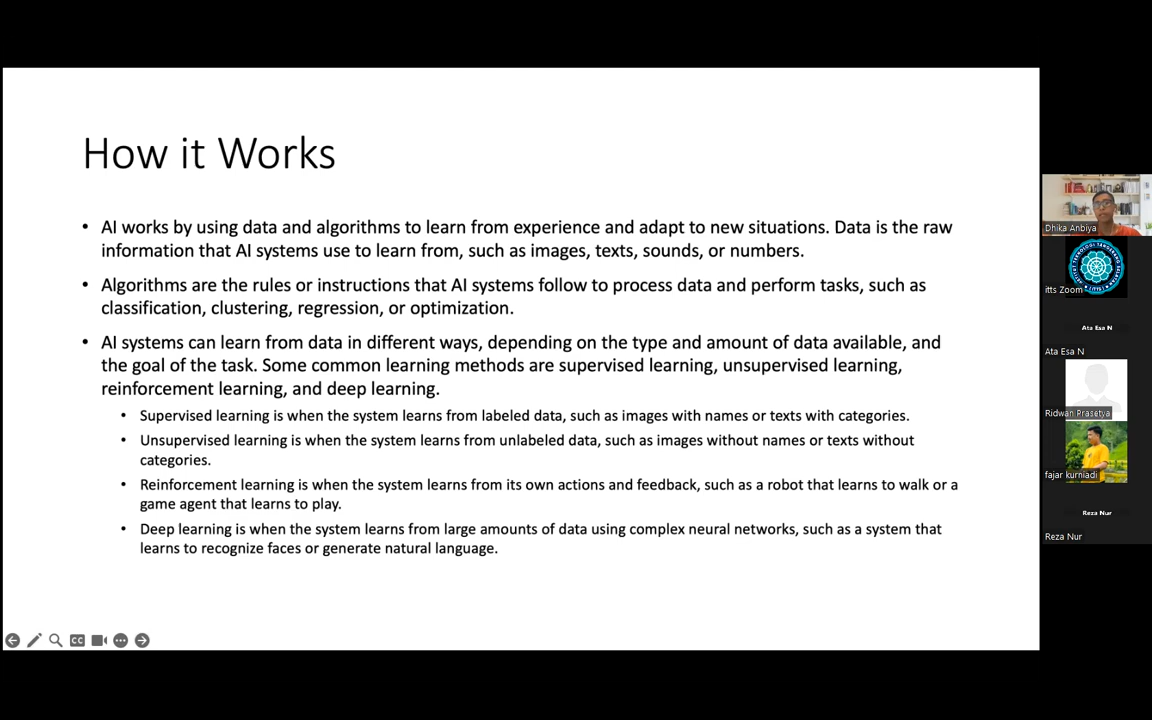 How it Works
• AI works by using data and algorithms to learn from experience and adapt to new situations. Data is the raw
information that AI systems use to learn from, such as images, texts, sounds, or numbers.
• Algorithms are the rules or instructions that AI systems follow to process data and perform tasks, such as
classification, clustering, regression, or optimization.
• AI systems can learn from data in different ways, depending on the type and amount of data available, and
the goal of the task. Some common learning methods are supervised learning, unsupervised learning,
reinforcement learning, and deep learning.
• Supervised learning is when the system learns from labeled data, such as images with names or texts with categories.
• Unsupervised learning is when the system learns from unlabeled data, such as images without names or texts without
categories.
• Reinforcement learning is when the system learns from its own actions and feedback, such as a robot that learns to walk or a
game agent that learns to play.
• Deep learning is when the system learns from large amounts of data using complex neural networks, such as a system that
learns to recognize faces or generate natural language.
CC
Dhika Anbiya
itts Zoom
Ata Esa N
Ata Esa N
Ridwan Prasetya
fajar kurniadi
Reza Nur
Reza Nur